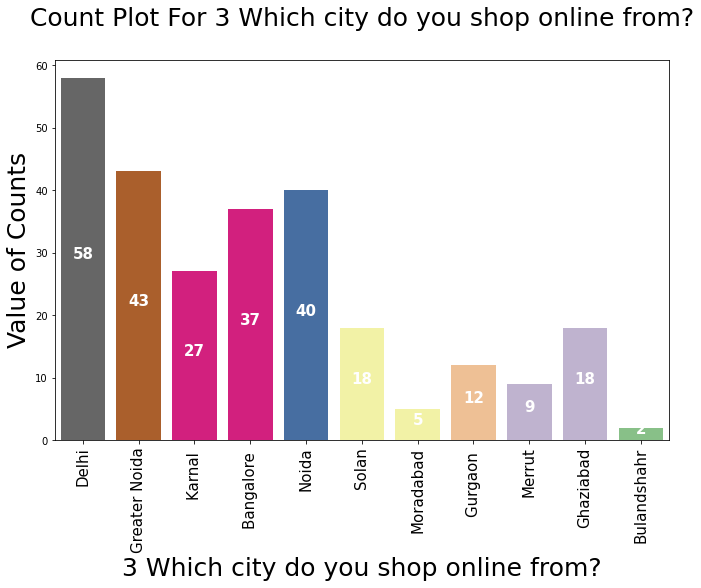 Count Plot For 3 Which city do you shop online from?
Value of Counts
60
50
40
30
20
10
0
58
43
27
37
40
18
5
12
9
18
2
Delhi
Greater Noida
Karnal
Bangalore
Noida
Solan
Moradabad
Gurgaon
Merrut
Ghaziabad
Bulandshahr
3 Which city do you shop online from?